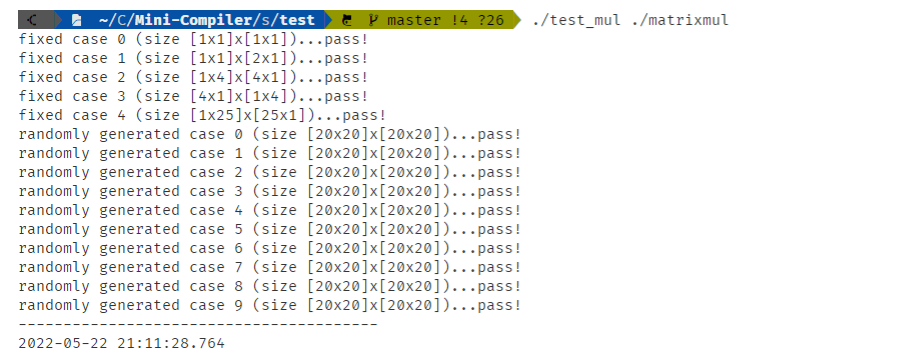 ~/C/Mini-Compiler/s/test master !4 ?26 ./test_mul ./matrixmul
fixed case 0 (size [1x1]x[1x1])...pass!
fixed case 1 (size [1x1]x[2x1])...pass!
fixed case 2 (size [1x4]x[4x1])...pass!
fixed case 3 (size [4x1]x[1x4])...pass!
fixed case 4 (size [1x25]x[25x1])...pass!
randomly generated case 0 (size [20x20]x[20x20])...pass!
randomly generated case 1 (size [20x20]x[20x20])...pass!
randomly generated case 2 (size [20x20]x[20x20])...pass!
randomly generated case 3 (size [20x20]x[20x20])...pass!
randomly generated case 4 (size [20x20]x[20x20])...pass!
randomly generated case 5 (size [20x20]x[20x20])...pass!
randomly generated case 6 (size [20x20]x[20x20])...pass!
randomly generated case 7 (size [20x20]x[20x20])...pass!
randomly generated case 8 (size [20x20]x[20x20])...pass!
randomly generated case 9 (size [20x20]x[20x20])...pass!
----------------------------------------
2022-05-22 21:11:28.764